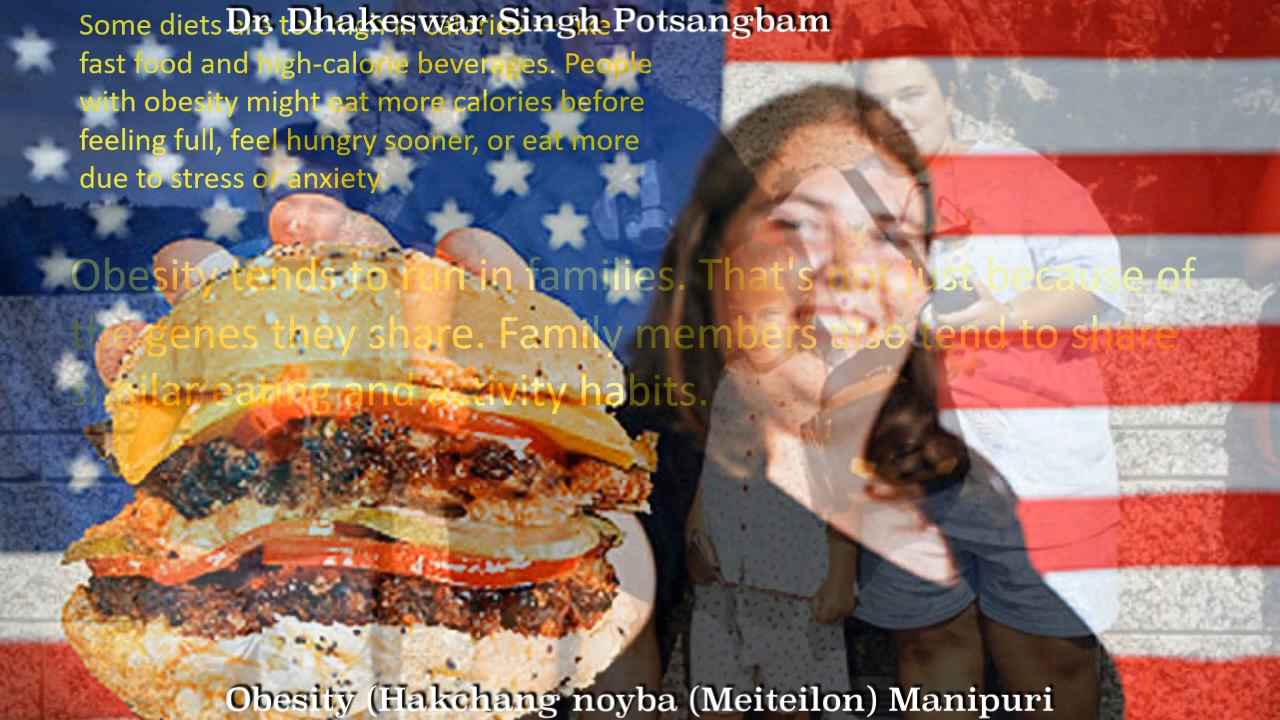 Dr. Dhakeswar Singh Potsangbam
Some diets are too high in calories like
fast food and high-calorie beverages. People
with obesity might eat more calories before
feeling full, feel hungry sooner, or eat more
due to stress or anxiety.
Obesity tends to run in families. That's not just because of
the genes they share. Family members also tend to share
similar eating and activity habits.
Obesity (Hakchang noyba (Meiteilon) Manipuri